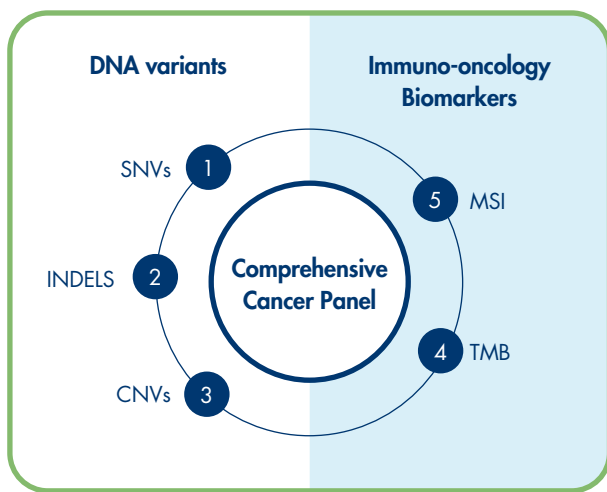 DNA variants
Immuno-oncology
Biomarkers
SNVs
1
INDELS
2
CNVs
3
Comprehensive
Cancer Panel
5
MSI
4
TMB